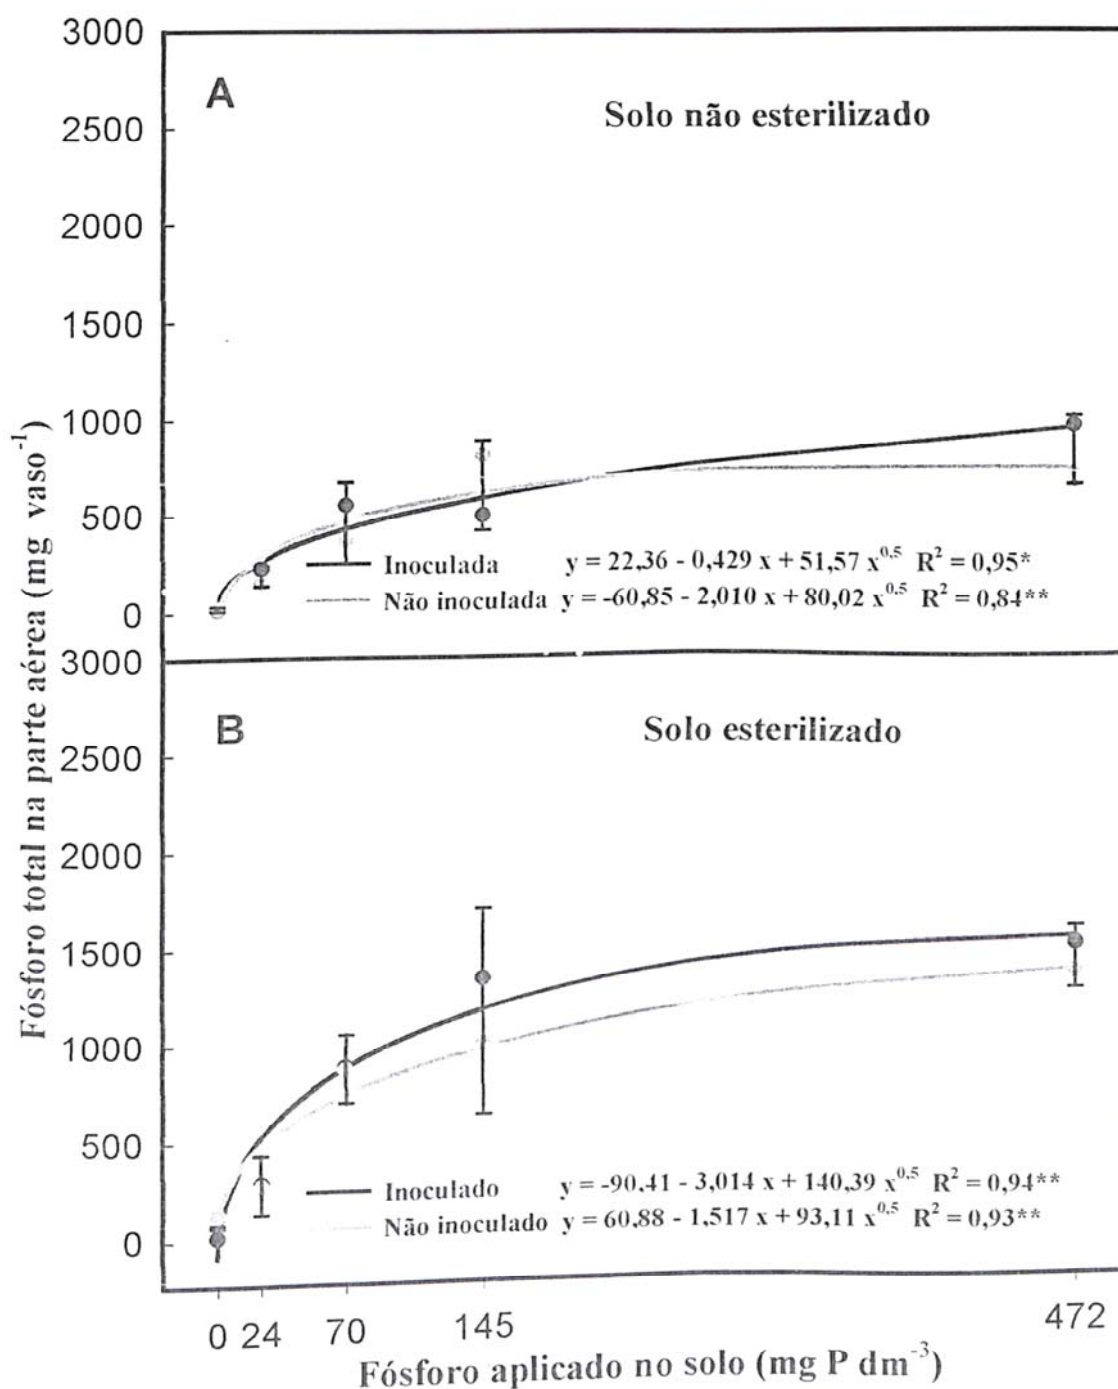 Fósforo total na parte aérea (mg vaso⁻¹)
3000
2500
2000
1500
1000
500
0
A
Solo não esterilizado
Inoculada y = 22,36 - 0,429 x + 51,57 x⁰,⁵ R² = 0,95*
Não inoculada y = -60,85 - 2,010 x + 80,02 x⁰,⁵ R² = 0,84**
3000
2500
2000
1500
1000
500
0
B
Solo esterilizado
Inoculado y = -90,41 - 3,014 x + 140,39 x⁰,⁵ R² = 0,94**
Não inoculado y = 60,88 - 1,517 x + 93,11 x⁰,⁵ R² = 0,93**
0 24 70 145 472
Fósforo aplicado no solo (mg P dm⁻³)